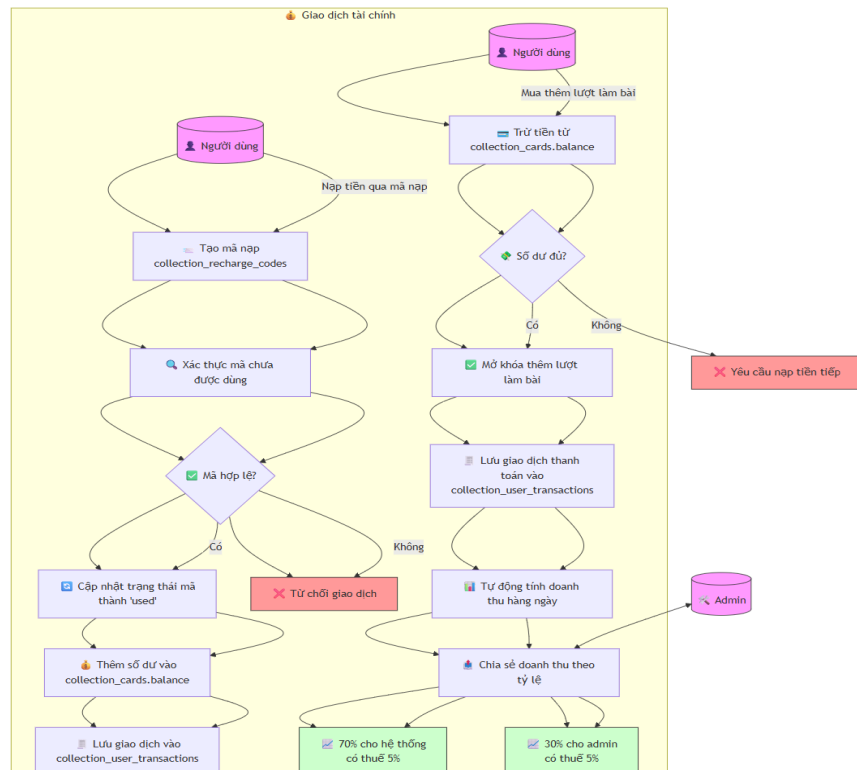 💰 Giao dịch tài chính
👤 Người dùng
Mua thêm lượt làm bài
💳 Trừ tiền từ
collection_cards.balance
👤 Người dùng
Nạp tiền qua mã nạp
📨 Tạo mã nạp
collection_recharge_codes
💸 Số dư đủ?
Có
Không
🔍 Xác thực mã chưa
được dùng
✅ Mở khóa thêm lượt
làm bài
❌ Yêu cầu nạp tiền tiếp
✅ Mã hợp lệ?
🧾 Lưu giao dịch thanh
toán vào
collection_user_transactions
Có
Không
🔄 Cập nhật trạng thái mã
thành 'used'
❌ Từ chối giao dịch
📊 Tự động tính doanh
thu hàng ngày
Admin
💰 Thêm số dư vào
collection_cards.balance
📤 Chia sẻ doanh thu theo
tỷ lệ
🧾 Lưu giao dịch vào
collection_user_transactions
📈 70% cho hệ thống
có thuế 5%
📈 30% cho admin
có thuế 5%